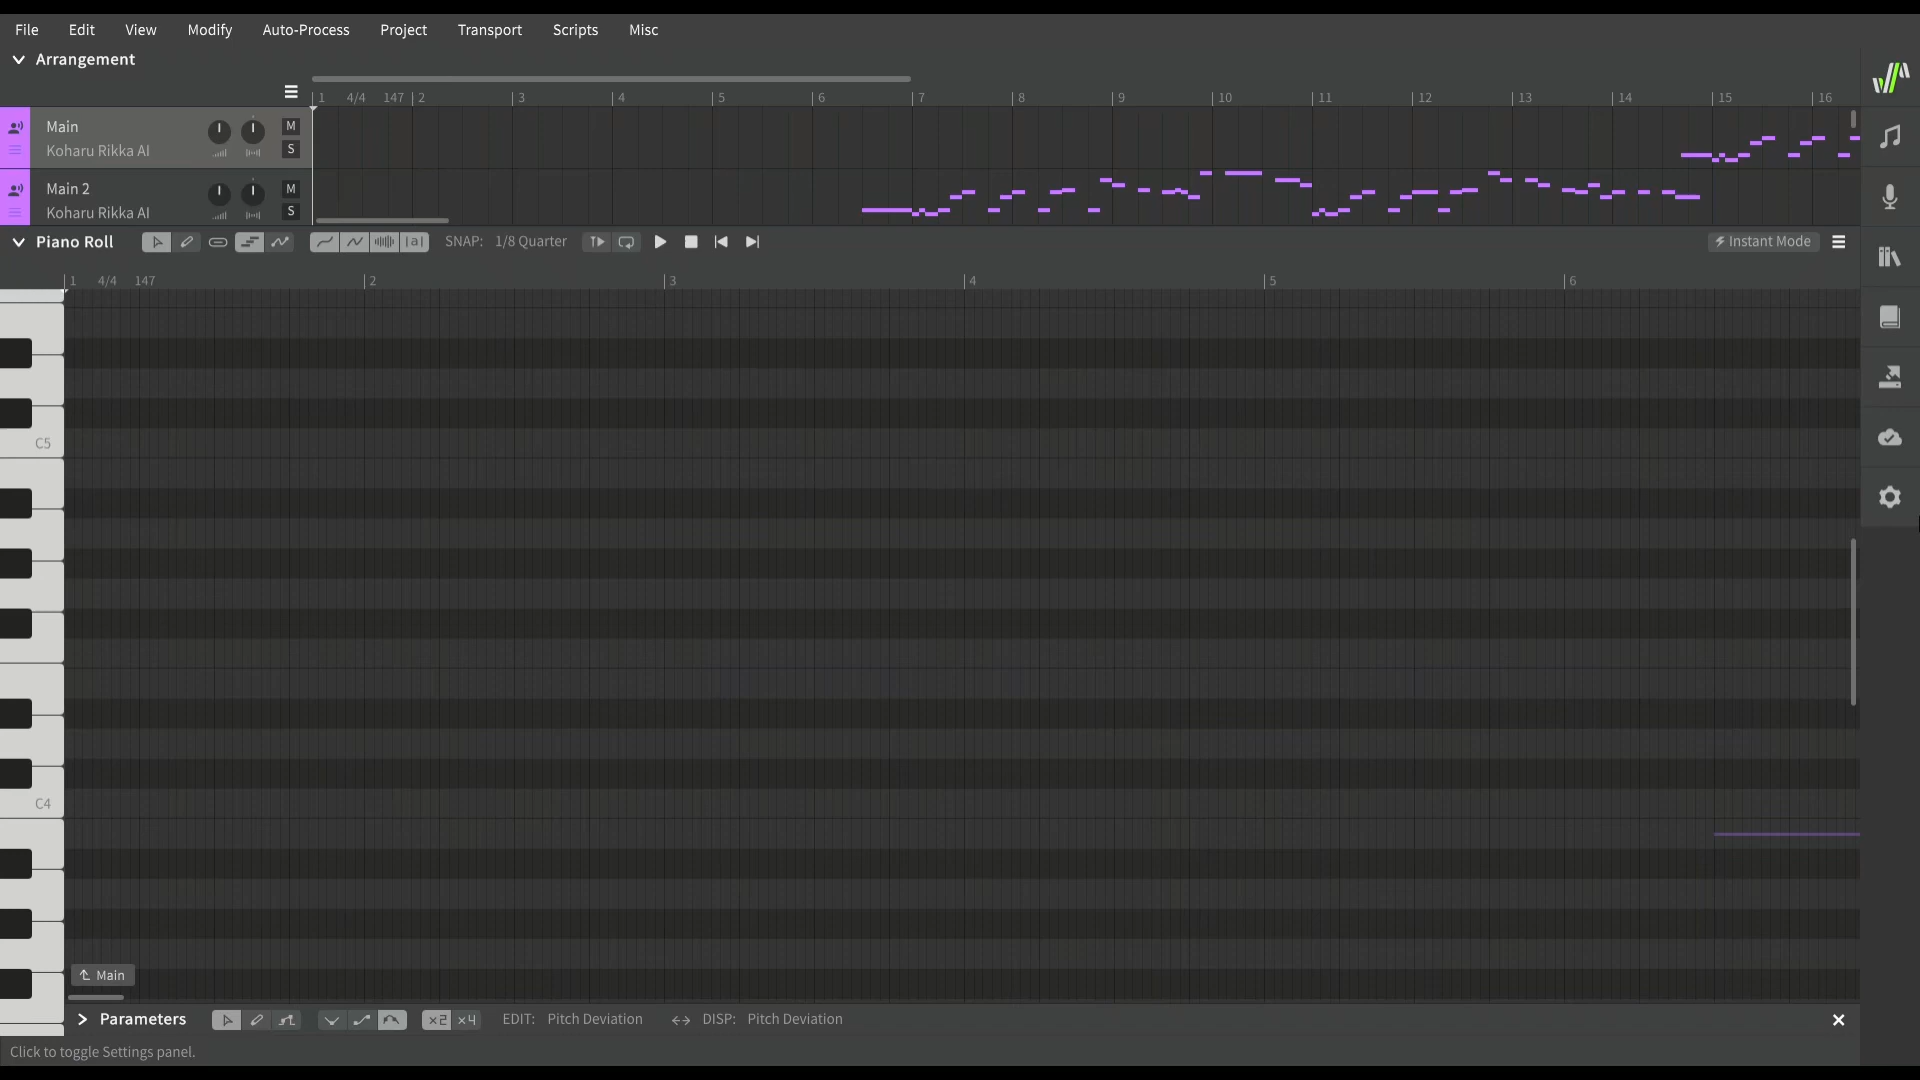 File Edit View Modify Auto-Process Project Transport Scripts Misc
Arrangement
1 4/4 147 2 3 4 5 6 7 8 9 10 11 12 13 14 15 16
Main M
Koharu Rikka AI S
Main 2 M
Koharu Rikka AI S
Piano Roll |a| SNAP: 1/8 Quarter Instant Mode
1 4/4 147 2 3 4 5 6
C5
C4
Main
Parameters ×2 ×4 EDIT: Pitch Deviation DISP: Pitch Deviation
Click to toggle Settings panel.